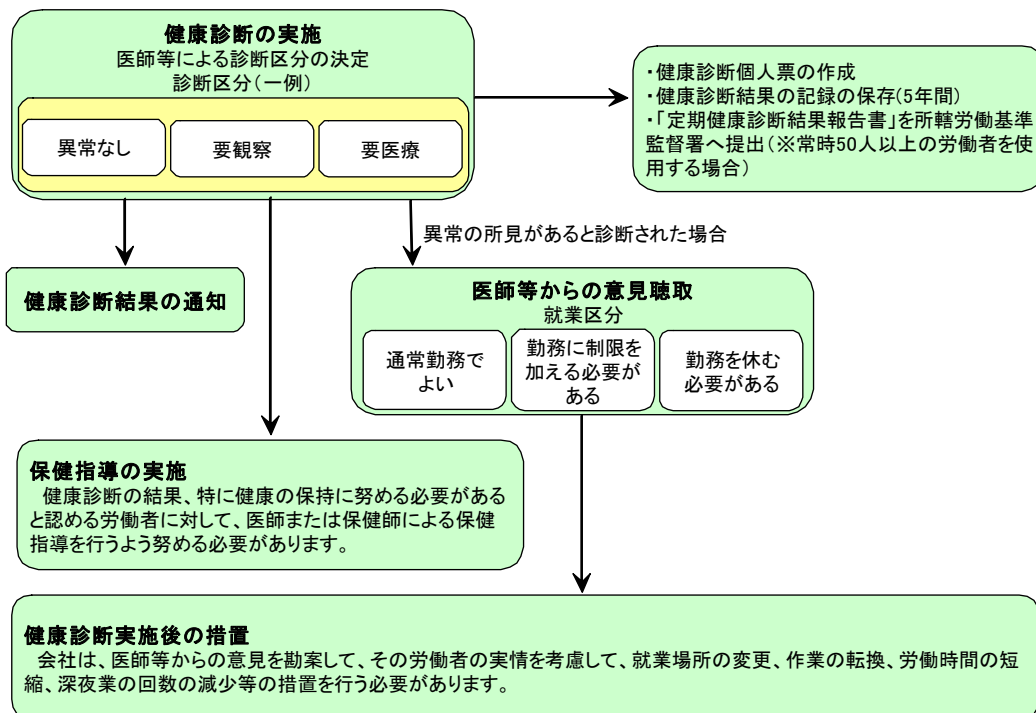 健康診断の実施
医師等による診断区分の決定
診断区分(一例)
異常なし
要観察
要医療
・健康診断個人票の作成
・健康診断結果の記録の保存(5年間)
・「定期健康診断結果報告書」を所轄労働基準
監督署へ提出(※常時50人以上の労働者を使
用する場合)
異常の所見があると診断された場合
健康診断結果の通知
医師等からの意見聴取
就業区分
通常勤務で
よい
勤務に制限を
加える必要が
ある
勤務を休む
必要がある
保健指導の実施
健康診断の結果、特に健康の保持に努める必要がある
と認める労働者に対して、医師または保健師による保健
指導を行うよう努める必要があります。
健康診断実施後の措置
会社は、医師等からの意見を勘案して、その労働者の実情を考慮して、就業場所の変更、作業の転換、労働時間の短
縮、深夜業の回数の減少等の措置を行う必要があります。